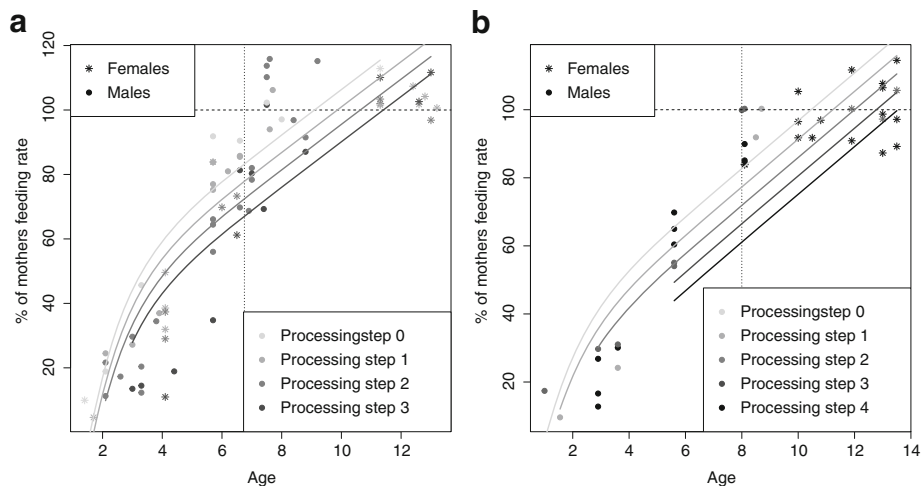 a
120
100
80
60
40
20
% of mothers feeding rate
Females
Males
Processingstep 0
Processing step 1
Processing step 2
Processing step 3
2
4
6
8
10
12
Age
b
120
100
80
60
40
20
% of mothers feeding rate
Females
Males
Processingstep 0
Processing step 1
Processing step 2
Processing step 3
Processing step 4
2
4
6
8
10
12
14
Age